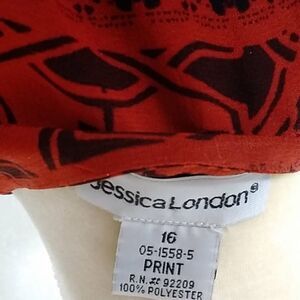 Jessica London®
16
05-1558-5
PRINT
R.N.# 92209
100% POLYESTER